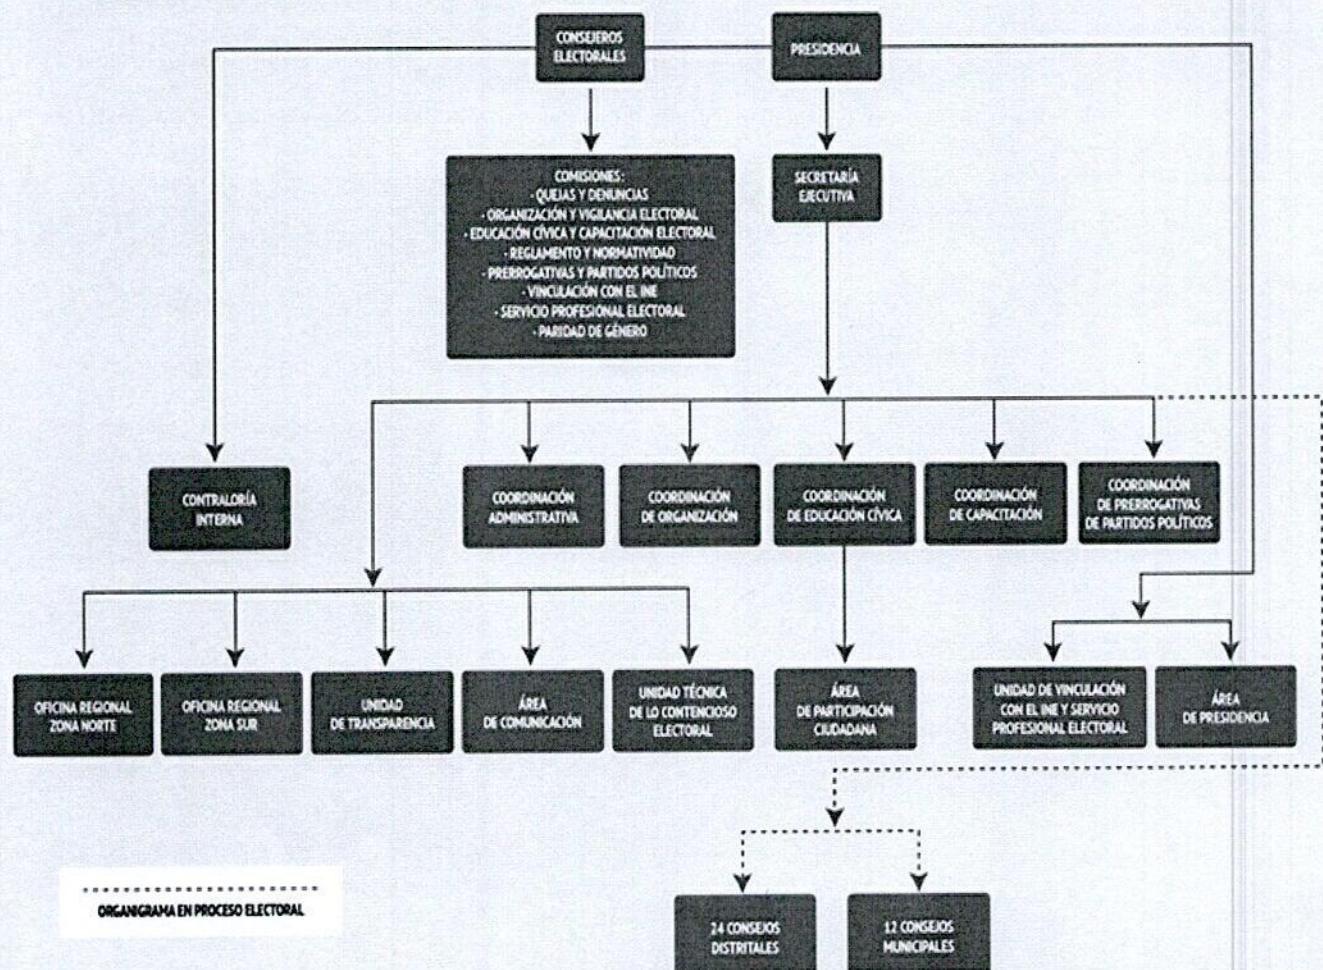 CONSEJEROS
ELECTORALES
PRESIDENCIA
COMISIONES:
- QUEJAS Y DENUNCIAS
- ORGANIZACIÓN Y VIGILANCIA ELECTORAL
- EDUCACIÓN CÍVICA Y CAPACITACIÓN ELECTORAL
- REGLAMENTO Y NORMATIVIDAD
- PRERROGATIVAS Y PARTIDOS POLÍTICOS
- VINCULACIÓN CON EL INE
- SERVICIO PROFESIONAL ELECTORAL
- PARIDAD DE GÉNERO
SECRETARÍA
EJECUTIVA
CONTRALORÍA
INTERNA
COORDINACIÓN
ADMINISTRATIVA
COORDINACIÓN
DE ORGANIZACIÓN
COORDINACIÓN
DE EDUCACIÓN CÍVICA
COORDINACIÓN
DE CAPACITACIÓN
COORDINACIÓN
DE PRERROGATIVAS
DE PARTIDOS POLÍTICOS
OFICINA REGIONAL
ZONA NORTE
OFICINA REGIONAL
ZONA SUR
UNIDAD
DE TRANSPARENCIA
ÁREA
DE COMUNICACIÓN
UNIDAD TÉCNICA
DE LO CONTENCIOSO
ELECTORAL
ÁREA
DE PARTICIPACIÓN
CIUDADANA
UNIDAD DE VINCULACIÓN
CON EL INE Y SERVICIO
PROFESIONAL ELECTORAL
ÁREA
DE PRESIDENCIA
ORGANIGRAMA EN PROCESO ELECTORAL
24 CONSEJOS
DISTRITALES
12 CONSEJOS
MUNICIPALES